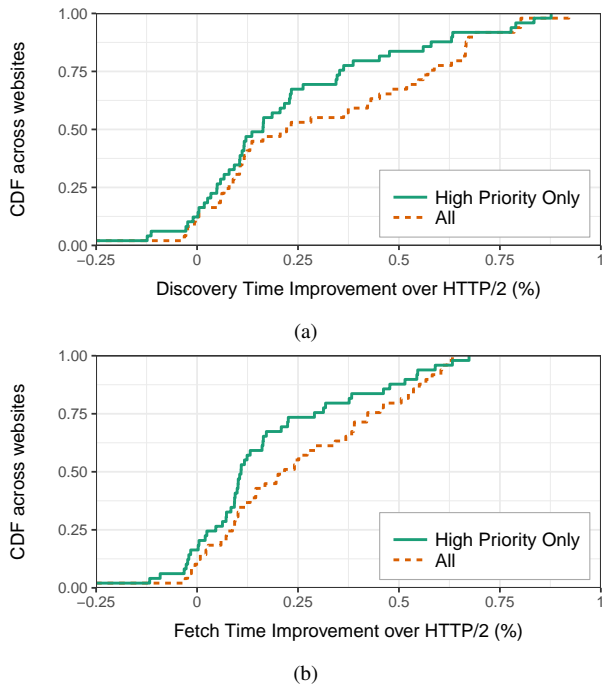 1.00
0.75
0.50
0.25
0.00
CDF across websites
High Priority Only
All
−0.25 0 0.25 0.5 0.75 1
Discovery Time Improvement over HTTP/2 (%)
(a)
1.00
0.75
0.50
0.25
0.00
CDF across websites
High Priority Only
All
−0.25 0 0.25 0.5 0.75 1
Fetch Time Improvement over HTTP/2 (%)
(b)